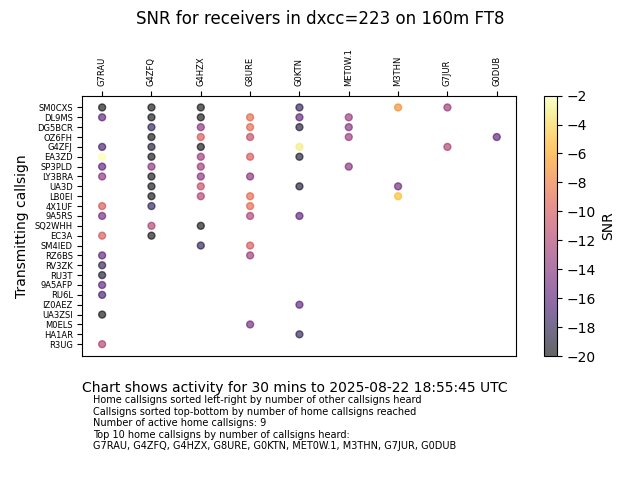 SNR for receivers in dxcc=223 on 160m FT8
G7RAU G4ZFQ G4HZX G8URE G0KTN MET0W.1 M3THN G7JUR G0DUB
SM0CXS
DL9MS
DG5BCR
OZ6FH
G4ZFJ
EA3ZD
SP3PLD
LY3BRA
UA3D
LB0EI
4X1UF
9A5RS
SQ2WHH
EC3A
SM4IED
RZ6BS
RV3ZK
RU3T
9A5AFP
RU6L
IZ0AEZ
UA3ZSI
M0ELS
HA1AR
R3UG
Transmitting callsign
−2
−4
−6
−8
−10
−12
−14
−16
−18
−20
SNR
Chart shows activity for 30 mins to 2025-08-22 18:55:45 UTC
Home callsigns sorted left-right by number of other callsigns heard
Callsigns sorted top-bottom by number of home callsigns reached
Number of active home callsigns: 9
Top 10 home callsigns by number of callsigns heard:
G7RAU, G4ZFQ, G4HZX, G8URE, G0KTN, MET0W.1, M3THN, G7JUR, G0DUB